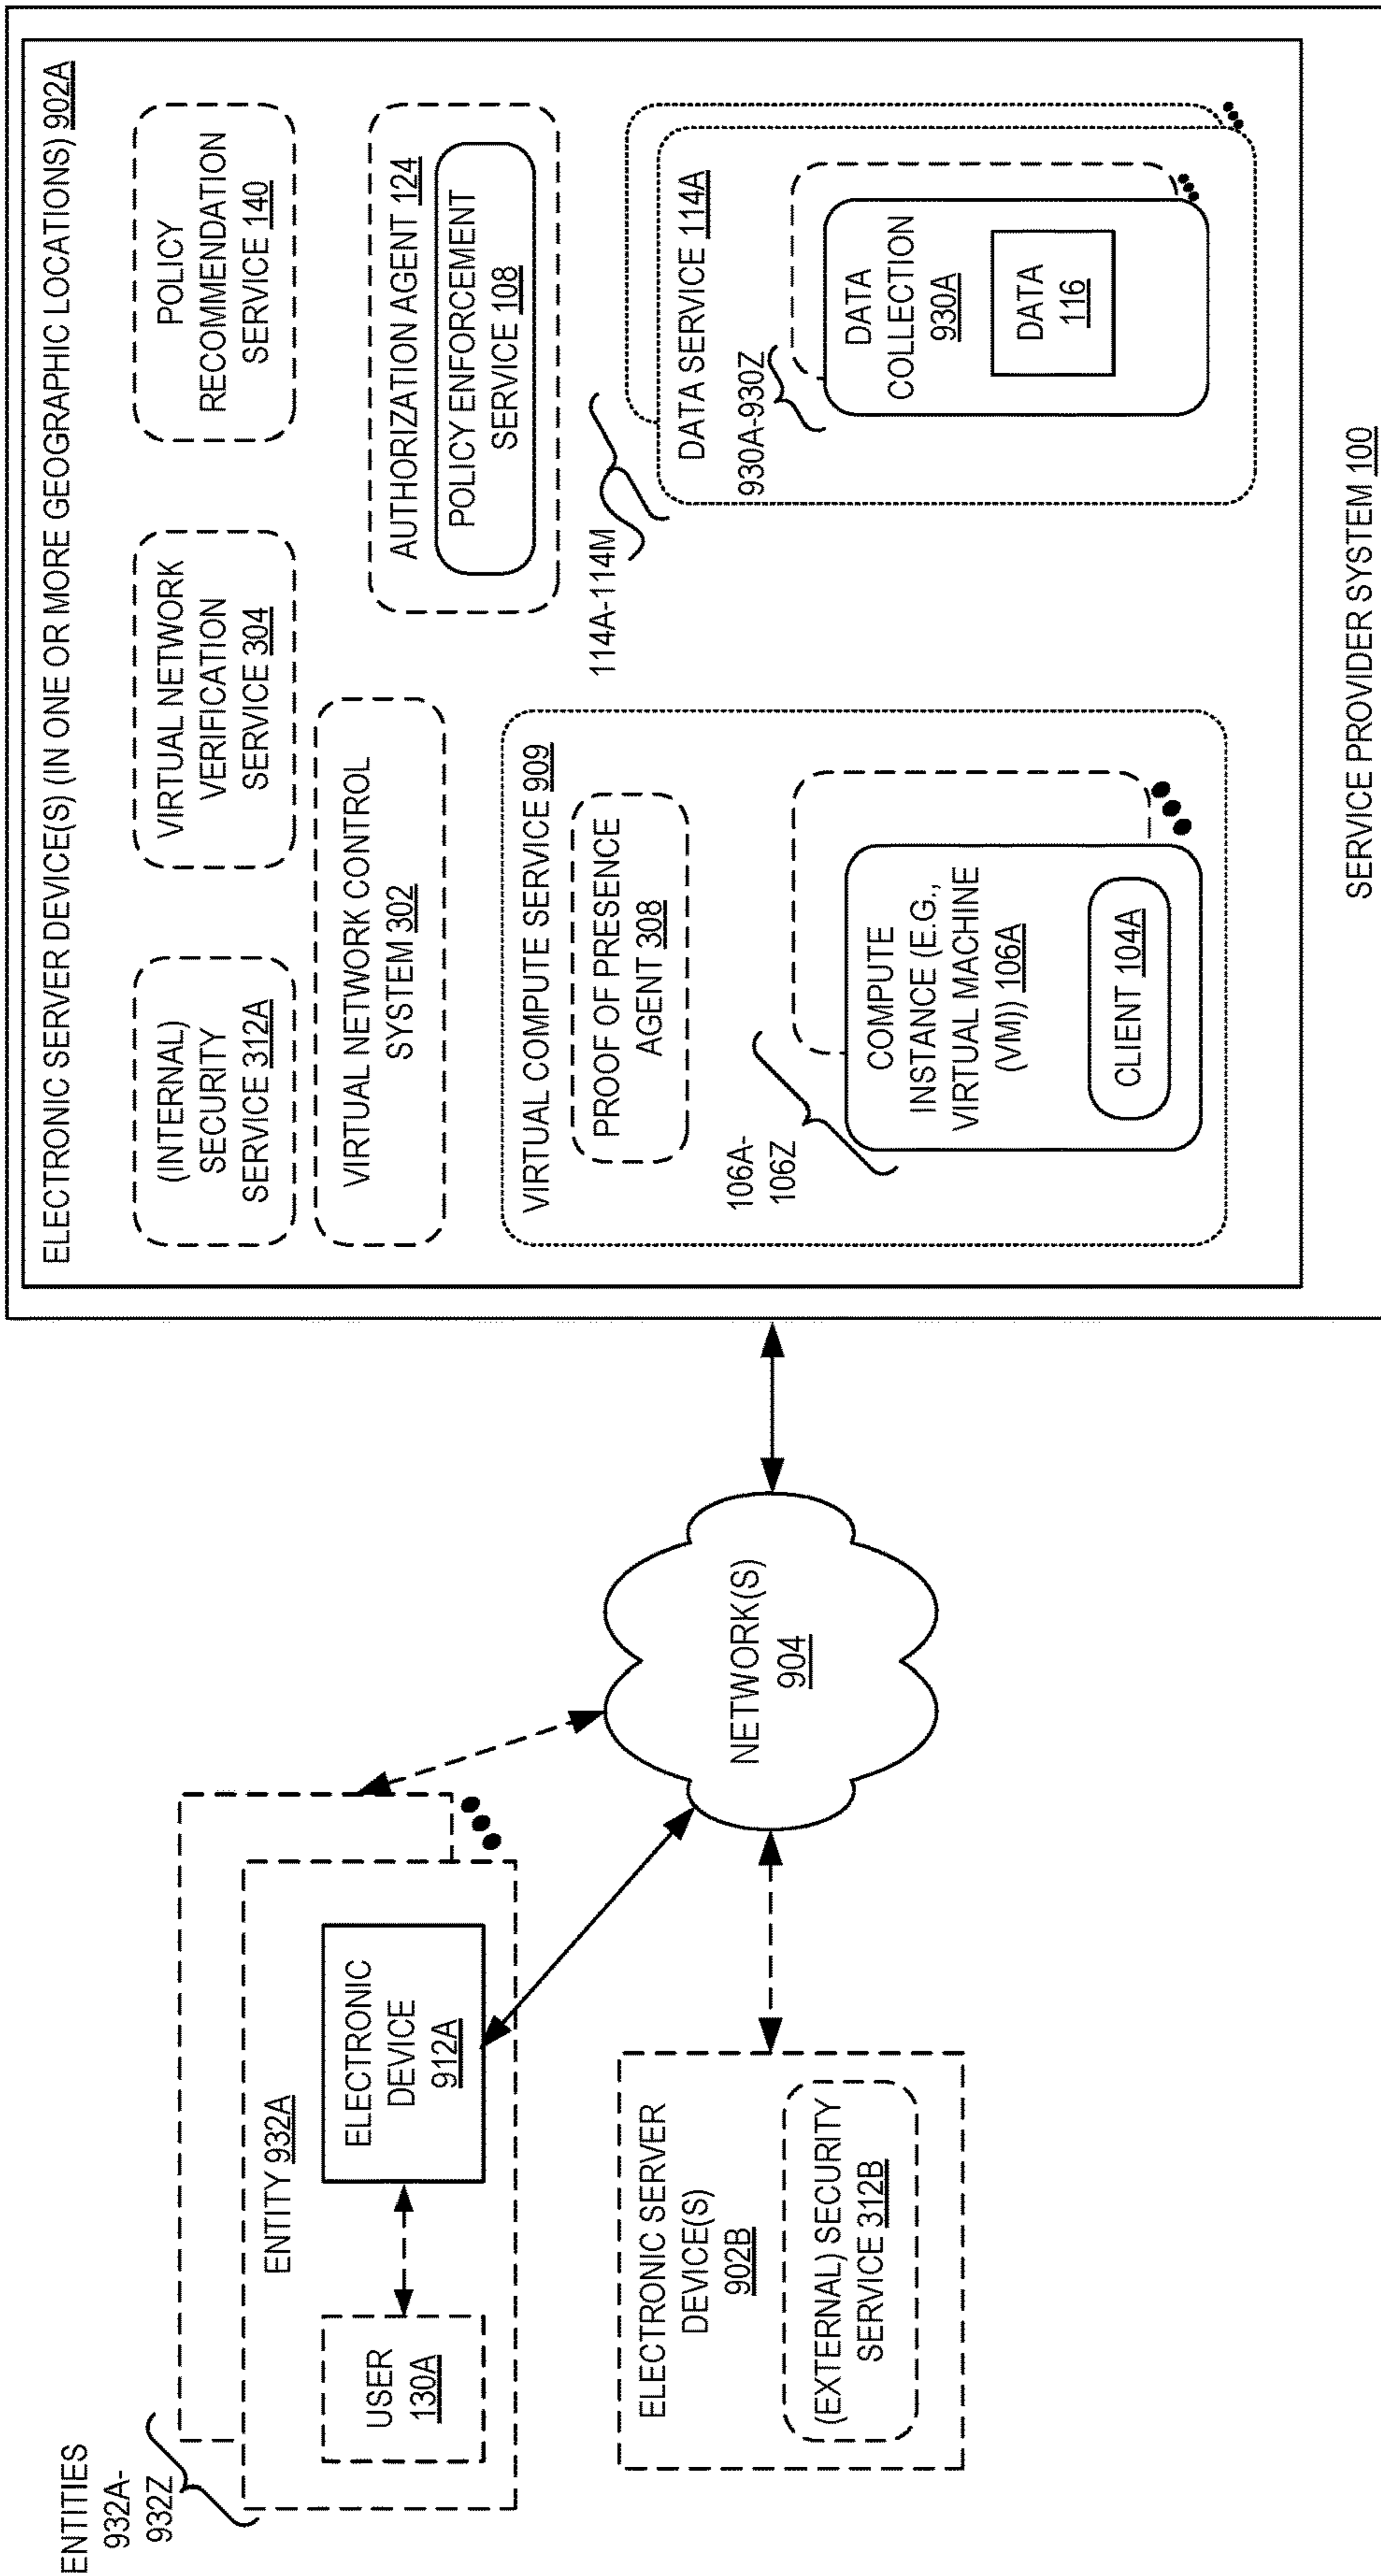 ENTITIES
932A-
932Z
ENTITY 932A
USER
130A
ELECTRONIC
DEVICE
912A
ELECTRONIC SERVER
DEVICE(S)
902B
(EXTERNAL) SECURITY
SERVICE 312B
NETWORK(S)
904
ELECTRONIC SERVER DEVICE(S) (IN ONE OR MORE GEOGRAPHIC LOCATIONS) 902A
(INTERNAL)
SECURITY
SERVICE 312A
VIRTUAL NETWORK
VERIFICATION
SERVICE 304
POLICY
RECOMMENDATION
SERVICE 140
VIRTUAL NETWORK CONTROL
SYSTEM 302
AUTHORIZATION AGENT 124
POLICY ENFORCEMENT
SERVICE 108
VIRTUAL COMPUTE SERVICE 909
PROOF OF PRESENCE
AGENT 308
106A-
106Z
COMPUTE
INSTANCE (E.G.,
VIRTUAL MACHINE
(VM)) 106A
CLIENT 104A
114A-114M
DATA SERVICE 114A
930A-930Z
DATA
COLLECTION
930A
DATA
116
SERVICE PROVIDER SYSTEM 100